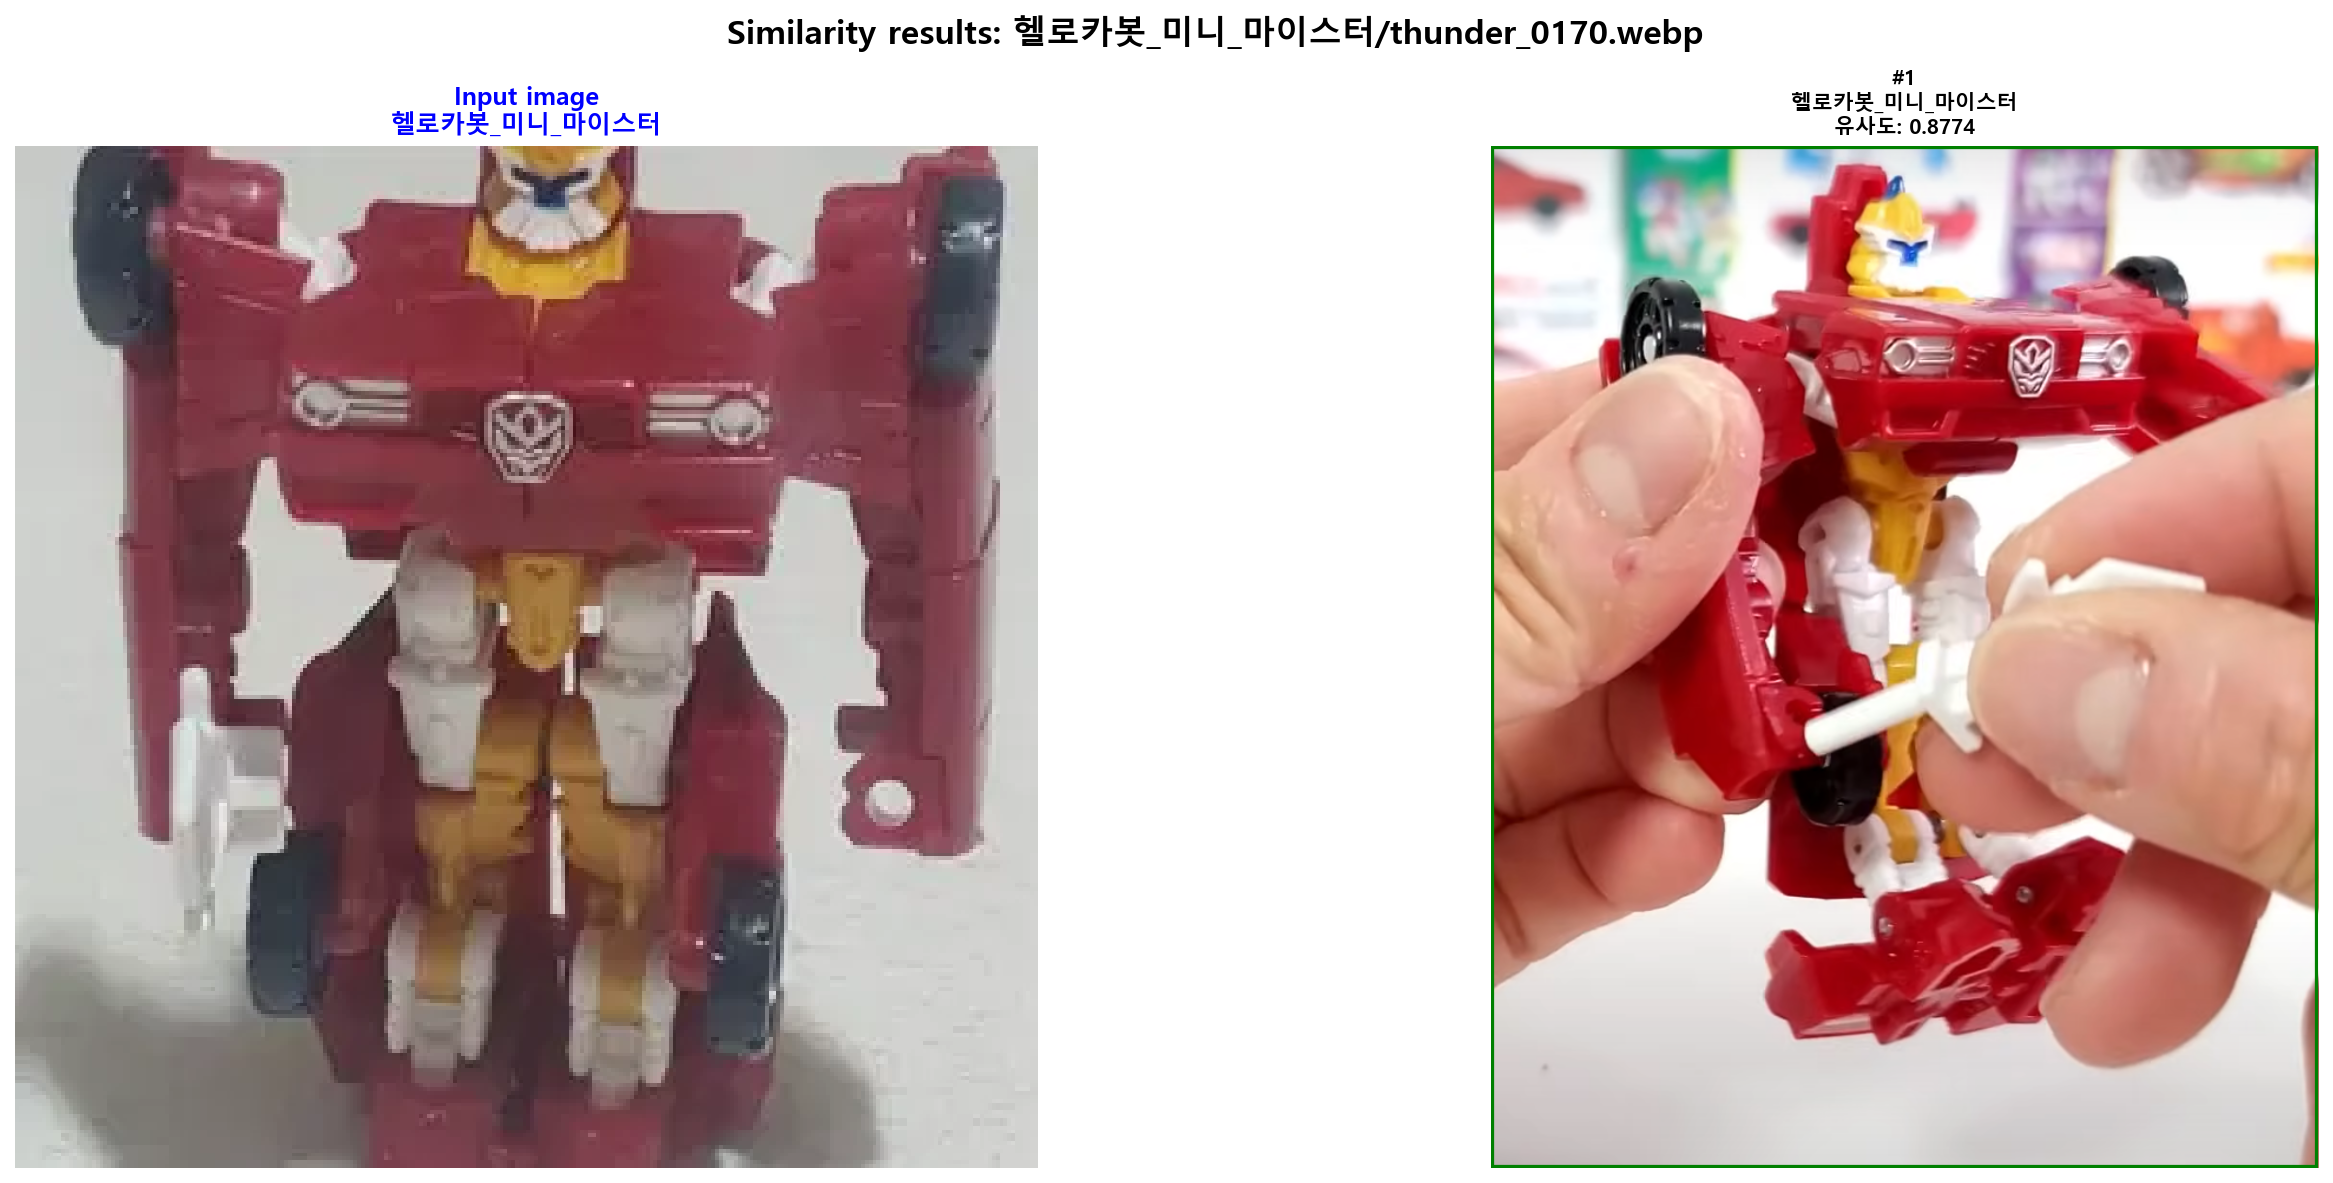 Similarity results: 헬로카봇_미니_마이스터/thunder_0170.webp
Input image
헬로카봇_미니_마이스터
#1
헬로카봇_미니_마이스터
유사도: 0.8774